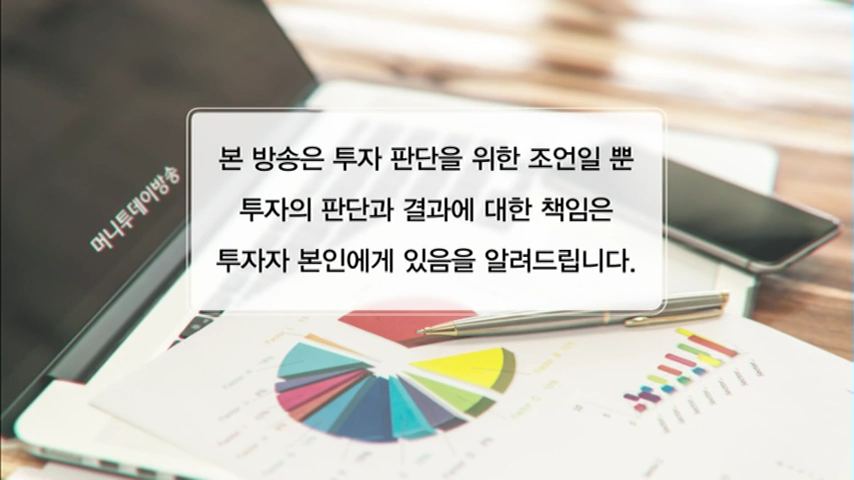 본 방송은 투자 판단을 위한 조언일 뿐
투자의 판단과 결과에 대한 책임은
투자자 본인에게 있음을 알려드립니다.
머니투데이방송